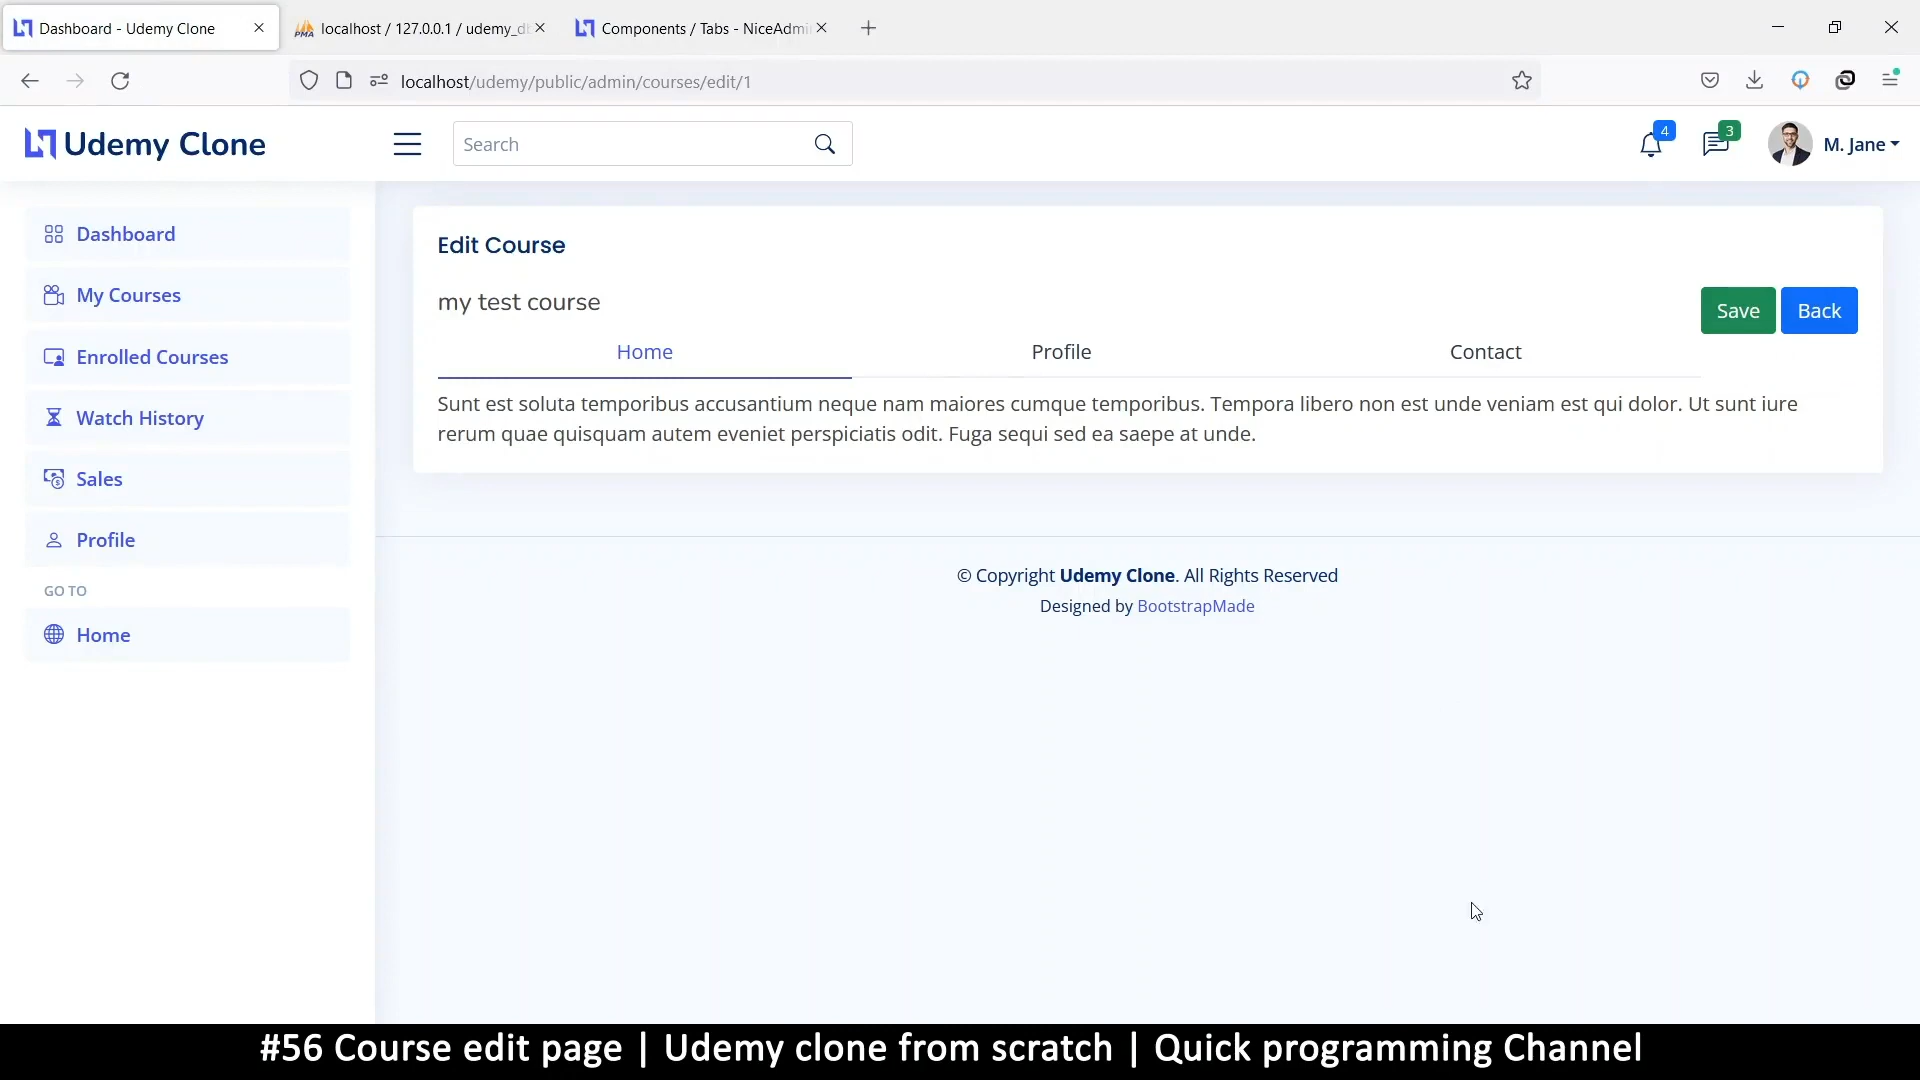 Dashboard - Udemy Clone
localhost / 127.0.0.1 / udemy_db
Components / Tabs - NiceAdmi
localhost/udemy/public/admin/courses/edit/1
Udemy Clone
Search
4
3
M. Jane
Dashboard
My Courses
Enrolled Courses
Watch History
Sales
Profile
GO TO
Home
Edit Course
my test course
Save
Back
Home
Profile
Contact
Sunt est soluta temporibus accusantium neque nam maiores cumque temporibus. Tempora libero non est unde veniam est qui dolor. Ut sunt iure
rerum quae quisquam autem eveniet perspiciatis odit. Fuga sequi sed ea saepe at unde.
© Copyright Udemy Clone. All Rights Reserved
Designed by BootstrapMade
#56 Course edit page | Udemy clone from scratch | Quick programming Channel